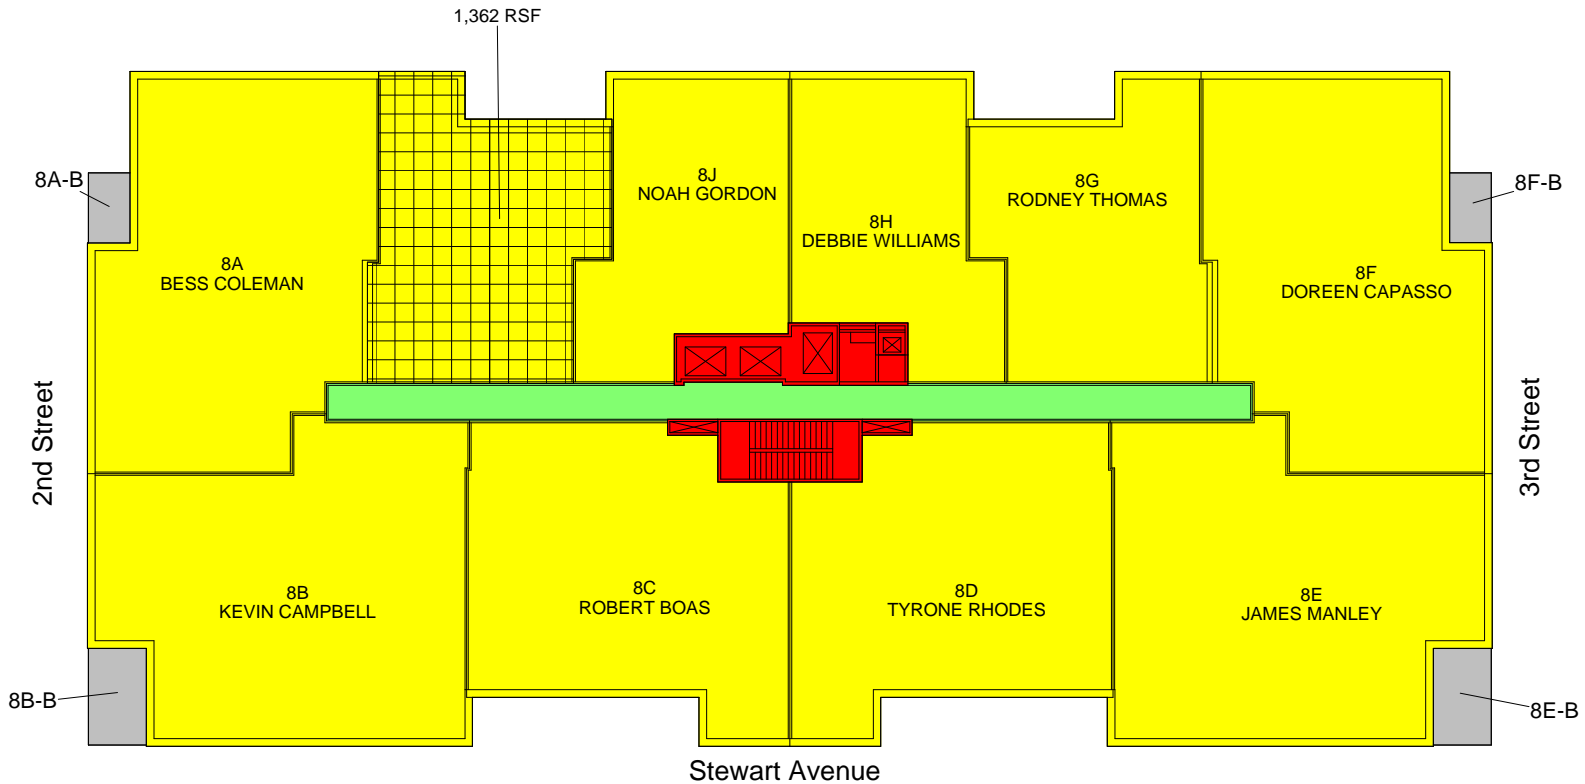 1,362 RSF
8A-B
8J
NOAH GORDON
8G
RODNEY THOMAS
8F-B
8H
DEBBIE WILLIAMS
8A
BESS COLEMAN
8F
DOREEN CAPASSO
2nd Street
3rd Street
8B
KEVIN CAMPBELL
8C
ROBERT BOAS
8D
TYRONE RHODES
8E
JAMES MANLEY
8B-B
8E-B
Stewart Avenue